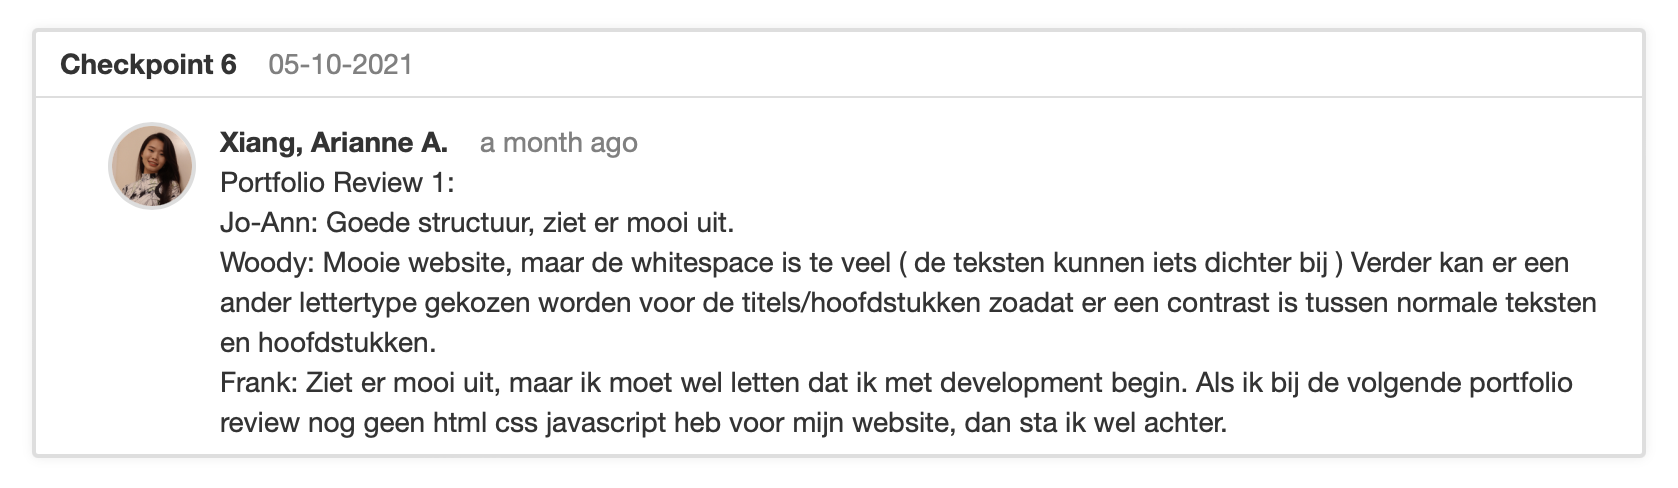 Checkpoint 6 05-10-2021
Xiang, Arianne A. a month ago
Portfolio Review 1:
Jo-Ann: Goede structuur, ziet er mooi uit.
Woody: Mooie website, maar de whitespace is te veel ( de teksten kunnen iets dichter bij ) Verder kan er een
ander lettertype gekozen worden voor de titels/hoofdstukken zoadat er een contrast is tussen normale teksten
en hoofdstukken.
Frank: Ziet er mooi uit, maar ik moet wel letten dat ik met development begin. Als ik bij de volgende portfolio
review nog geen html css javascript heb voor mijn website, dan sta ik wel achter.